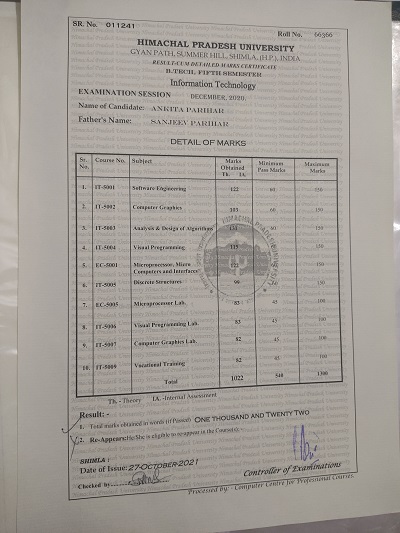 SR. No. 011241
Roll No. 66366
HIMACHAL PRADESH UNIVERSITY
GYAN PATH, SUMMER HILL, SHIMLA, (H.P.), INDIA
RESULT-CUM DETAILED MARKS CERTIFICATE
B.TECH, FIFTH SEMESTER
Information Technology
EXAMINATION SESSION DECEMBER, 2020.
Name of Candidate: ANKITA PARIHAR
Father's Name: SANJEEV PARIHAR
DETAIL OF MARKS
Sr. No. Course No. Subject Marks Obtained Th. IA. Minimum Pass Marks Maximum Marks
1. IT-5001 Software Engineering 122 60 150
2. IT-5002 Computer Graphics 103 60 150
3. IT-5003 Analysis & Design of Algorithms 131 60 150
4. IT-5004 Visual Programming 115 150
5. EC-5001 Microprocessor, Micro Computers and Interfaces 122 150
6. IT-5005 Discrete Structures 99 150
7. EC-5005 Microprocessor Lab. 83 45 100
8. IT-5006 Visual Programming Lab. 83 45 100
9. IT-5007 Computer Graphics Lab. 82 45 100
10. IT-5009 Vocational Training 82 45 100
Total 1022 540 1300
Th. - Theory IA. -Internal Assessment
Result: -
1. Total marks obtained in words (if Passed) ONE THOUSAND AND TWENTY TWO
2. Re-Appears: He/She is eligible to re-appear in the Course(s)-
SHIMLA :
Date of Issue: 27-OCTOBER-2021
Checked by
Controller of Examinations
Processed by:- Computer Centre for Professional Courses.